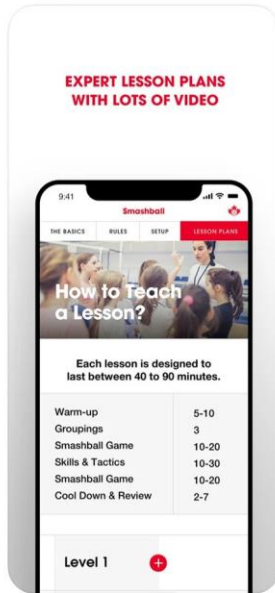 EXPERT LESSON PLANS
WITH LOTS OF VIDEO
9:41
Smashball
THE BASICS RULES SETUP LESSON PLANS
How to Teach
a Lesson?
Each lesson is designed to
last between 40 to 90 minutes.
Warm-up 5-10
Groupings 3
Smashball Game 10-20
Skills & Tactics 10-30
Smashball Game 10-20
Cool Down & Review 2-7
Level 1